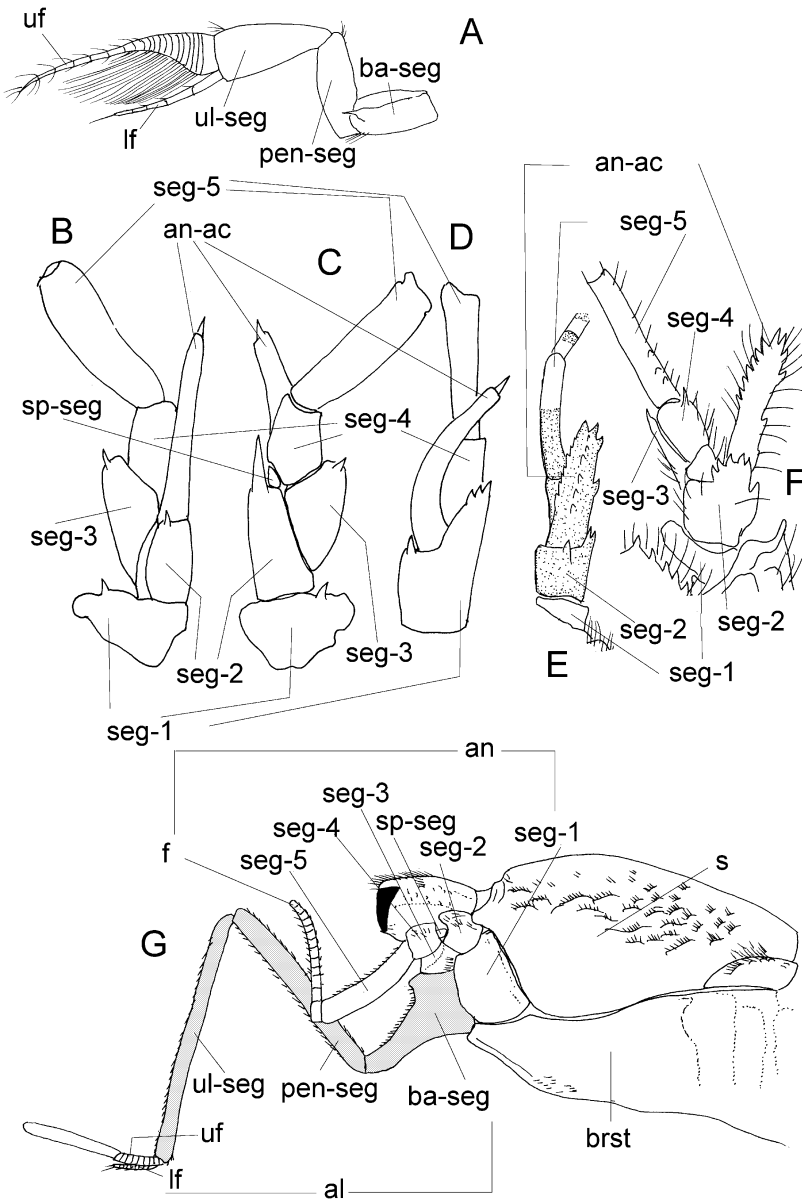 uf
A
ba-seg
lf
ul-seg
pen-seg
seg-5
an-ac
an-ac
B
C
D
seg-5
seg-4
sp-seg
seg-4
seg-3
seg-3
F
seg-2
seg-3
seg-2
seg-2
E
seg-1
seg-1
an
seg-3
sp-seg
seg-4
seg-2
seg-1
f
seg-5
s
G
ul-seg
pen-seg
ba-seg
uf
brst
lf
al